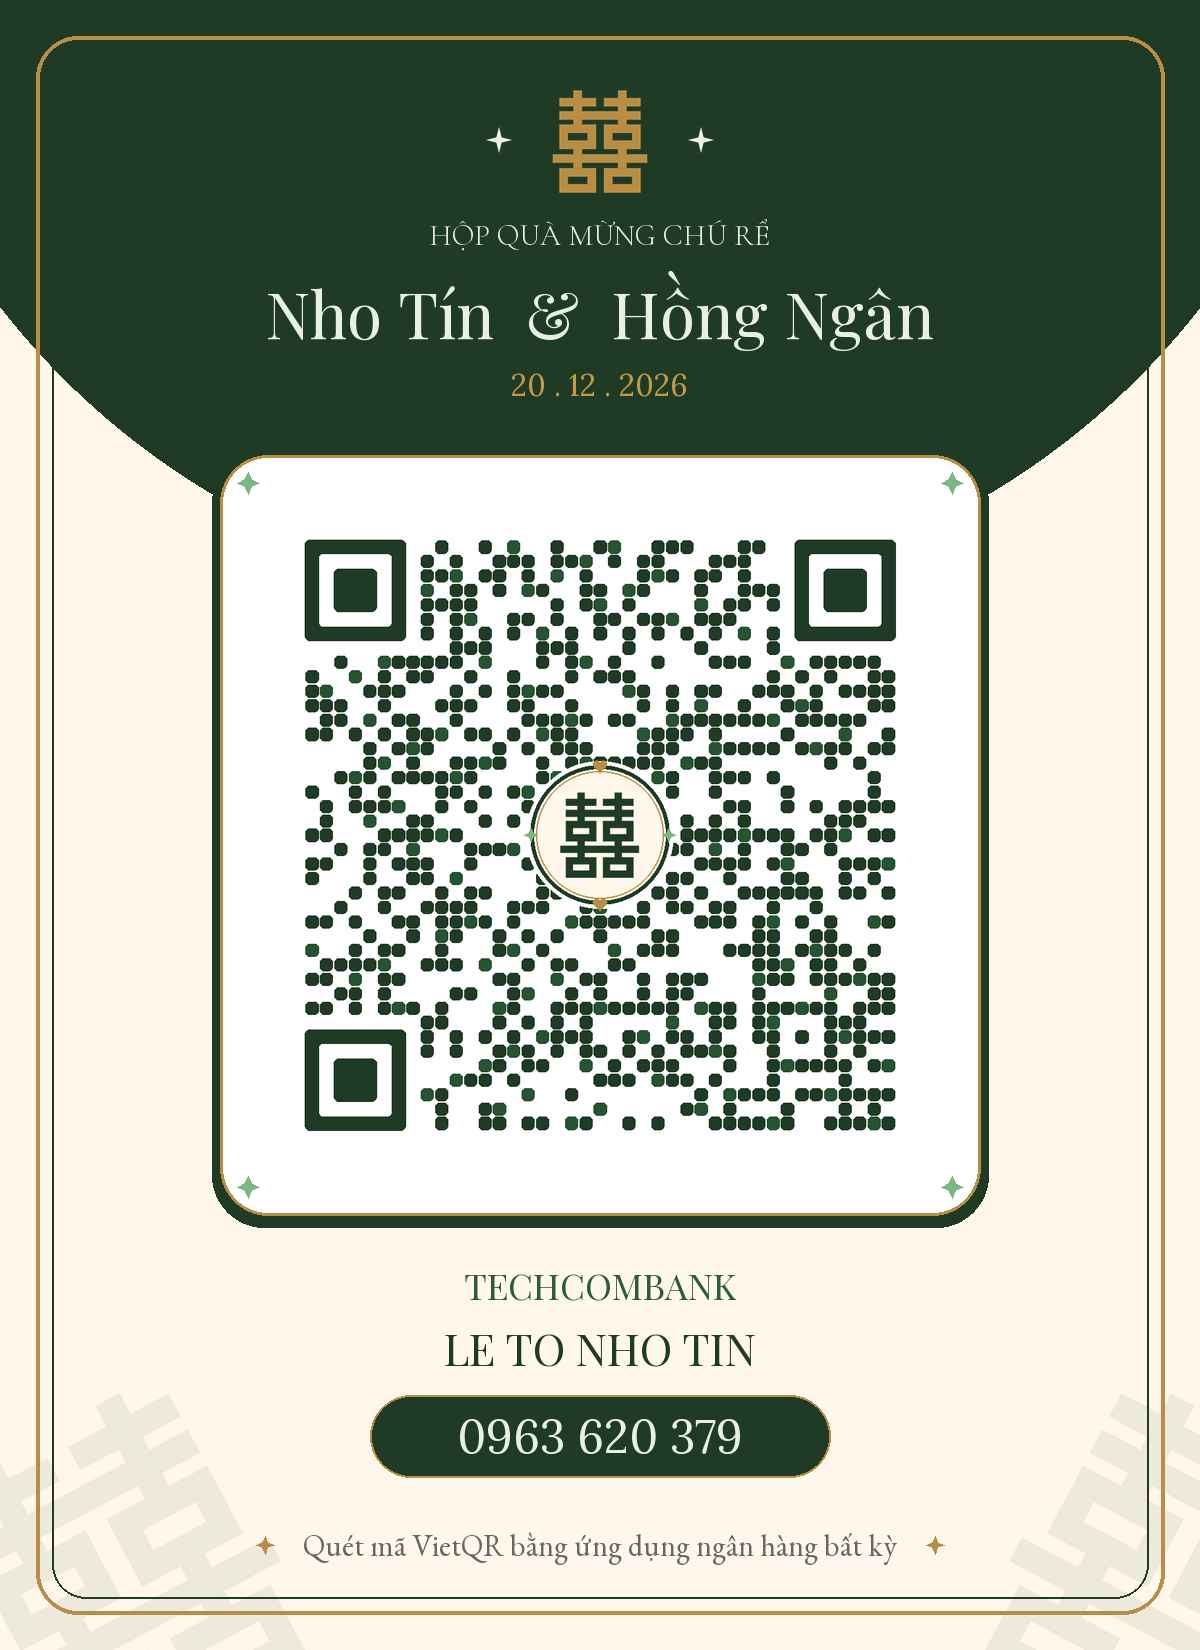 囍
HỘP QUÀ MỪNG CHÚ RỂ
Nho Tín & Hồng Ngân
20 . 12 . 2026
囍
TECHCOMBANK
LE TO NHO TIN
0963 620 379
Quét mã VietQR bằng ứng dụng ngân hàng bất kỳ